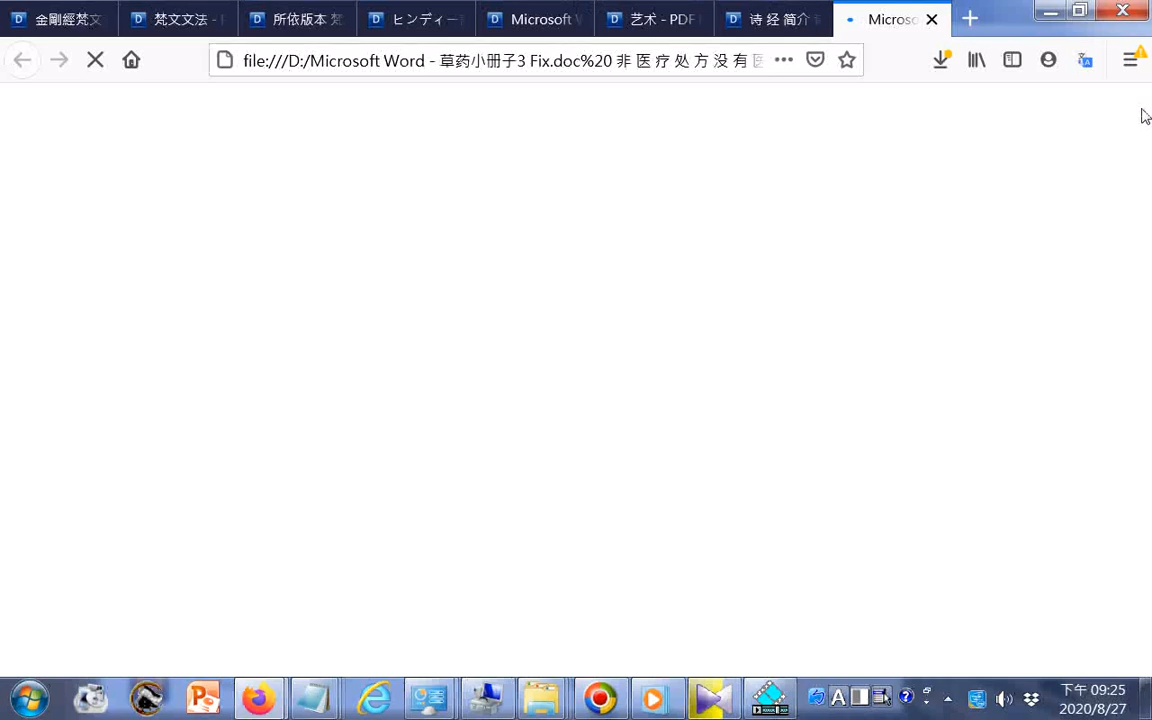 金剛經梵文
梵文文法 -
所依版本 梵
ヒンディー
Microsoft
艺术 - PDF
诗 经 简介
Microso
file:///D:/Microsoft Word - 草药小册子3 Fix.doc%20 非 医 疗 处 方 没 有 医
下午 09:25
2020/8/27